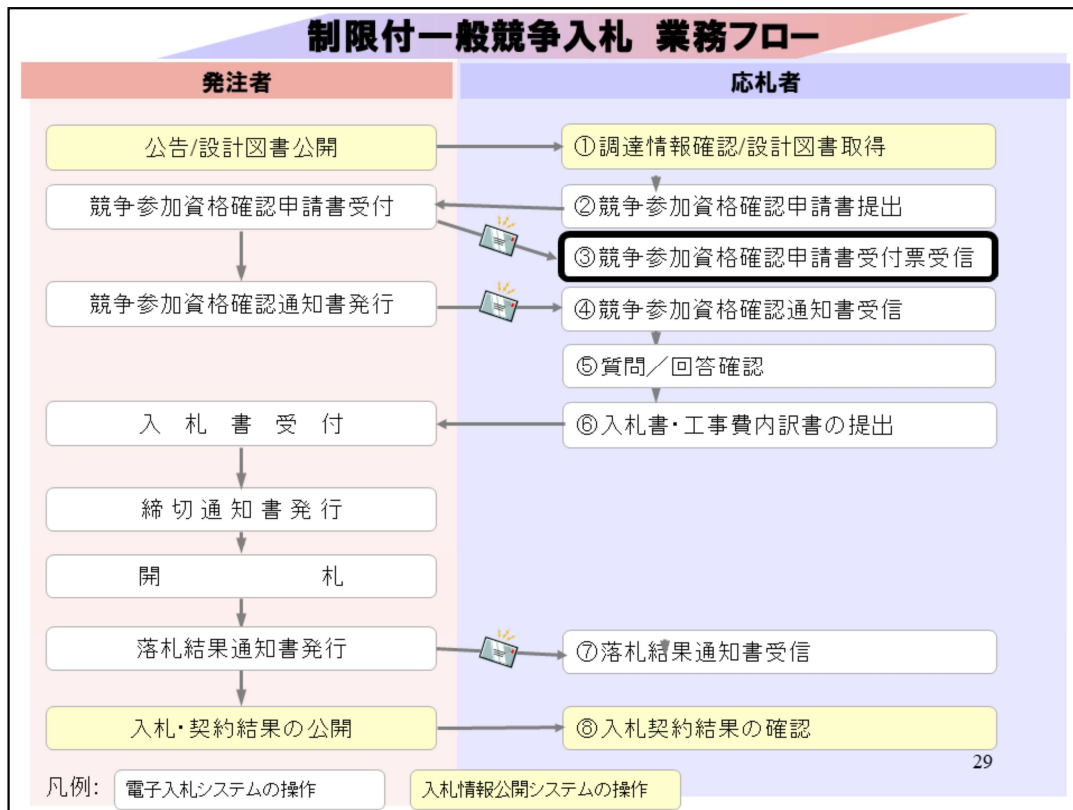 制限付一般競争入札 業務フロー
発注者
応札者
公告/設計図書公開
①調達情報確認/設計図書取得
競争参加資格確認申請書受付
②競争参加資格確認申請書提出
③競争参加資格確認申請書受付票受信
競争参加資格確認通知書発行
④競争参加資格確認通知書受信
⑤質問／回答確認
入札書受付
⑥入札書・工事費内訳書の提出
締切通知書発行
開札
落札結果通知書発行
⑦落札結果通知書受信
入札・契約結果の公開
⑧入札契約結果の確認
29
凡例:
電子入札システムの操作
入札情報公開システムの操作